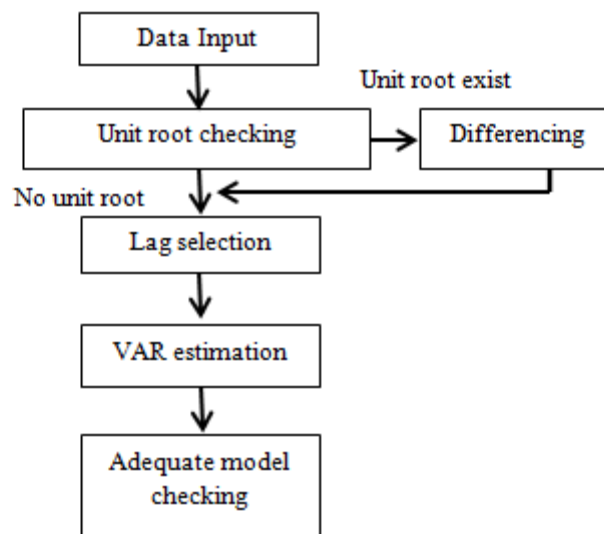 Data Input
Unit root exist
Unit root checking
Differencing
No unit root
Lag selection
VAR estimation
Adequate model
checking